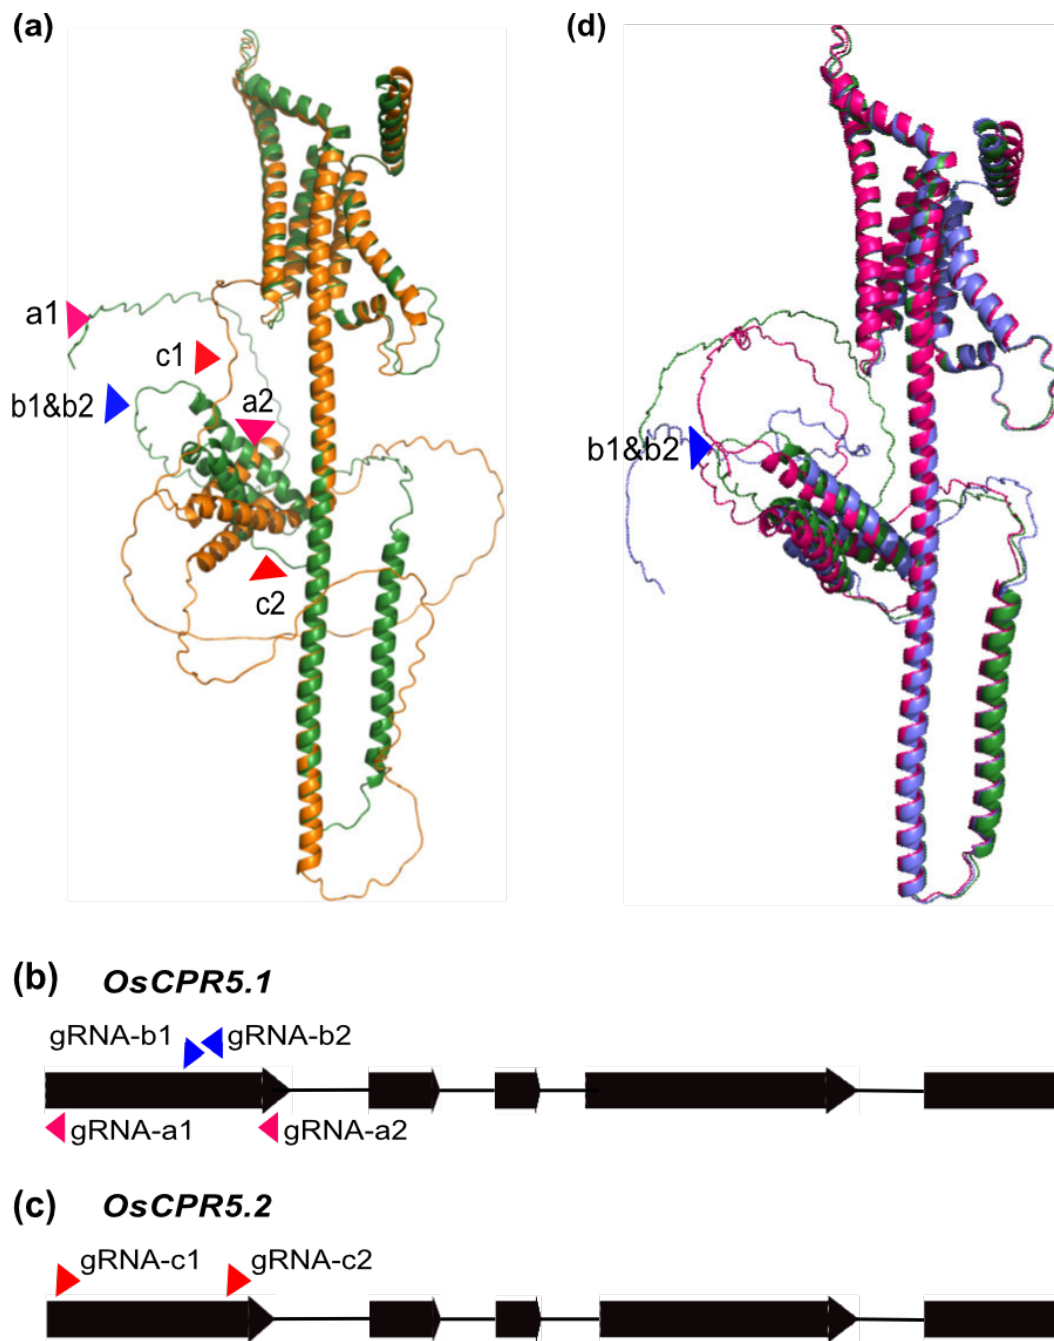 (a)
(d)
a1
c1
b1&b2
a2
c2
b1&b2
(b) OsCPR5.1
gRNA-b1 gRNA-b2
gRNA-a1 gRNA-a2
(c) OsCPR5.2
gRNA-c1 gRNA-c2